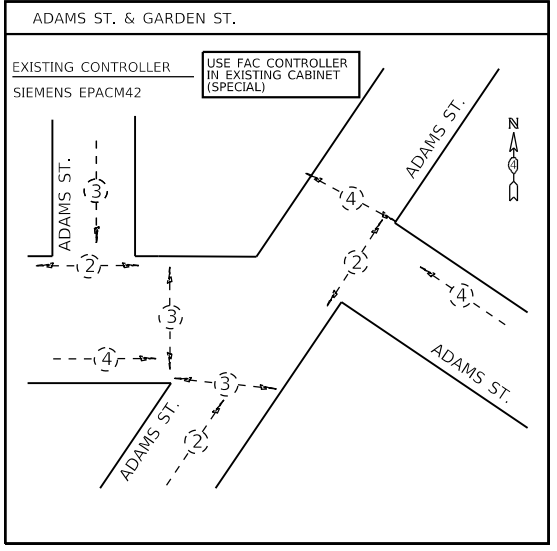 ADAMS ST. & GARDEN ST.
EXISTING CONTROLLER
SIEMENS EPACM42
USE FAC CONTROLLER
IN EXISTING CABINET
(SPECIAL)
ADAMS ST.
ADAMS ST.
N
4
3
4
2
2
4
3
4
3
ADAMS ST.
ADAMS ST.
2